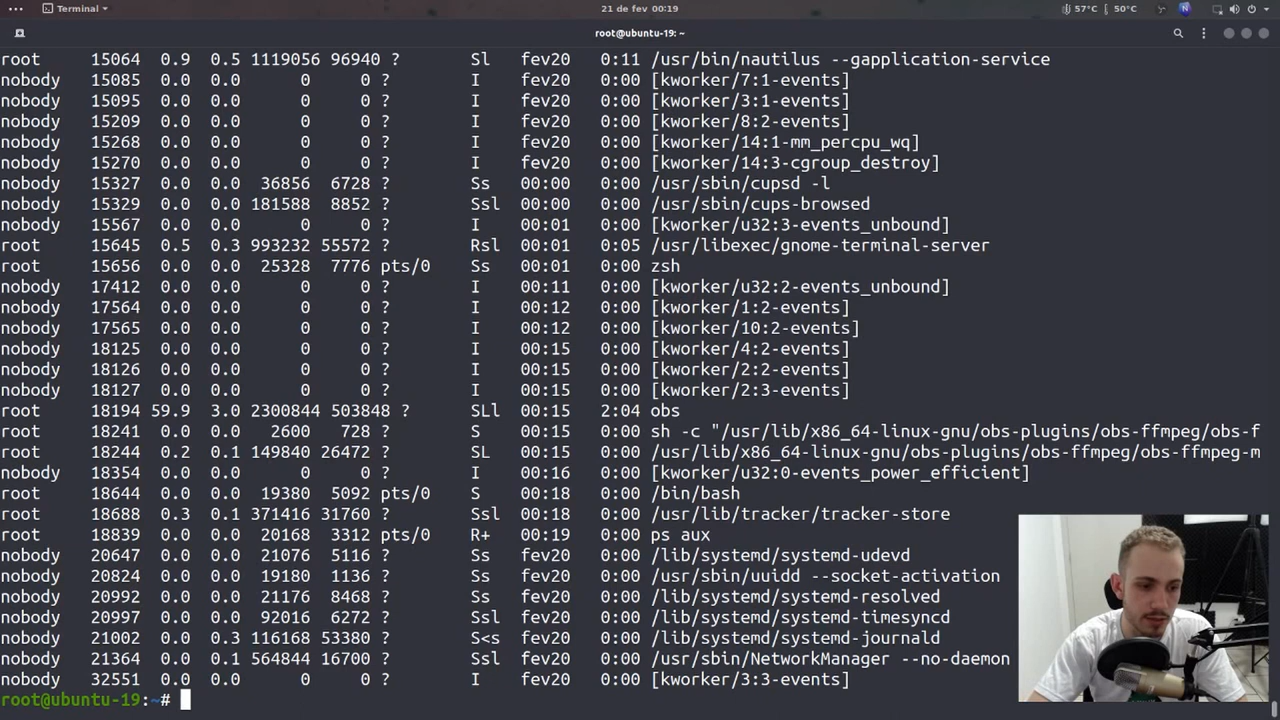 Terminal
21 de fev 00:19
57°C
50°C
root@ubuntu-19: ~
root 15064 0.9 0.5 1119056 96940 ? Sl fev20 0:11 /usr/bin/nautilus --gapplication-service
nobody 15085 0.0 0.0 0 0 ? I fev20 0:00 [kworker/7:1-events]
nobody 15095 0.0 0.0 0 0 ? I fev20 0:00 [kworker/3:1-events]
nobody 15209 0.0 0.0 0 0 ? I fev20 0:00 [kworker/8:2-events]
nobody 15268 0.0 0.0 0 0 ? I fev20 0:00 [kworker/14:1-mm_percpu_wq]
nobody 15270 0.0 0.0 0 0 ? I fev20 0:00 [kworker/14:3-cgroup_destroy]
nobody 15327 0.0 0.0 36856 6728 ? Ss 00:00 0:00 /usr/sbin/cupsd -l
nobody 15329 0.0 0.0 181588 8852 ? Ssl 00:00 0:00 /usr/sbin/cups-browsed
nobody 15567 0.0 0.0 0 0 ? I 00:01 0:00 [kworker/u32:3-events_unbound]
root 15645 0.5 0.3 993232 55572 ? Rsl 00:01 0:05 /usr/libexec/gnome-terminal-server
root 15656 0.0 0.0 25328 7776 pts/0 Ss 00:01 0:00 zsh
nobody 17412 0.0 0.0 0 0 ? I 00:11 0:00 [kworker/u32:2-events_unbound]
nobody 17564 0.0 0.0 0 0 ? I 00:12 0:00 [kworker/1:2-events]
nobody 17565 0.0 0.0 0 0 ? I 00:12 0:00 [kworker/10:2-events]
nobody 18125 0.0 0.0 0 0 ? I 00:15 0:00 [kworker/4:2-events]
nobody 18126 0.0 0.0 0 0 ? I 00:15 0:00 [kworker/2:2-events]
nobody 18127 0.0 0.0 0 0 ? I 00:15 0:00 [kworker/2:3-events]
root 18194 59.9 3.0 2300844 503848 ? SLl 00:15 2:04 obs
root 18241 0.0 0.0 2600 728 ? S 00:15 0:00 sh -c "/usr/lib/x86_64-linux-gnu/obs-plugins/obs-ffmpeg/obs-f
root 18244 0.2 0.1 149840 26472 ? SL 00:15 0:00 /usr/lib/x86_64-linux-gnu/obs-plugins/obs-ffmpeg/obs-ffmpeg-m
nobody 18354 0.0 0.0 0 0 ? I 00:16 0:00 [kworker/u32:0-events_power_efficient]
root 18644 0.0 0.0 19380 5092 pts/0 S 00:18 0:00 /bin/bash
root 18688 0.3 0.1 371416 31760 ? Ssl 00:18 0:00 /usr/lib/tracker/tracker-store
root 18839 0.0 0.0 20168 3312 pts/0 R+ 00:19 0:00 ps aux
nobody 20647 0.0 0.0 21076 5116 ? Ss fev20 0:00 /lib/systemd/systemd-udevd
nobody 20824 0.0 0.0 19180 1136 ? Ss fev20 0:00 /usr/sbin/uuidd --socket-activation
nobody 20992 0.0 0.0 21176 8468 ? Ss fev20 0:00 /lib/systemd/systemd-resolved
nobody 20997 0.0 0.0 92016 6272 ? Ssl fev20 0:00 /lib/systemd/systemd-timesyncd
nobody 21002 0.0 0.3 116168 53380 ? S<s fev20 0:00 /lib/systemd/systemd-journald
nobody 21364 0.0 0.1 564844 16700 ? Ssl fev20 0:00 /usr/sbin/NetworkManager --no-daemon
nobody 32551 0.0 0.0 0 0 ? I fev20 0:00 [kworker/3:3-events]
root@ubuntu-19:~#